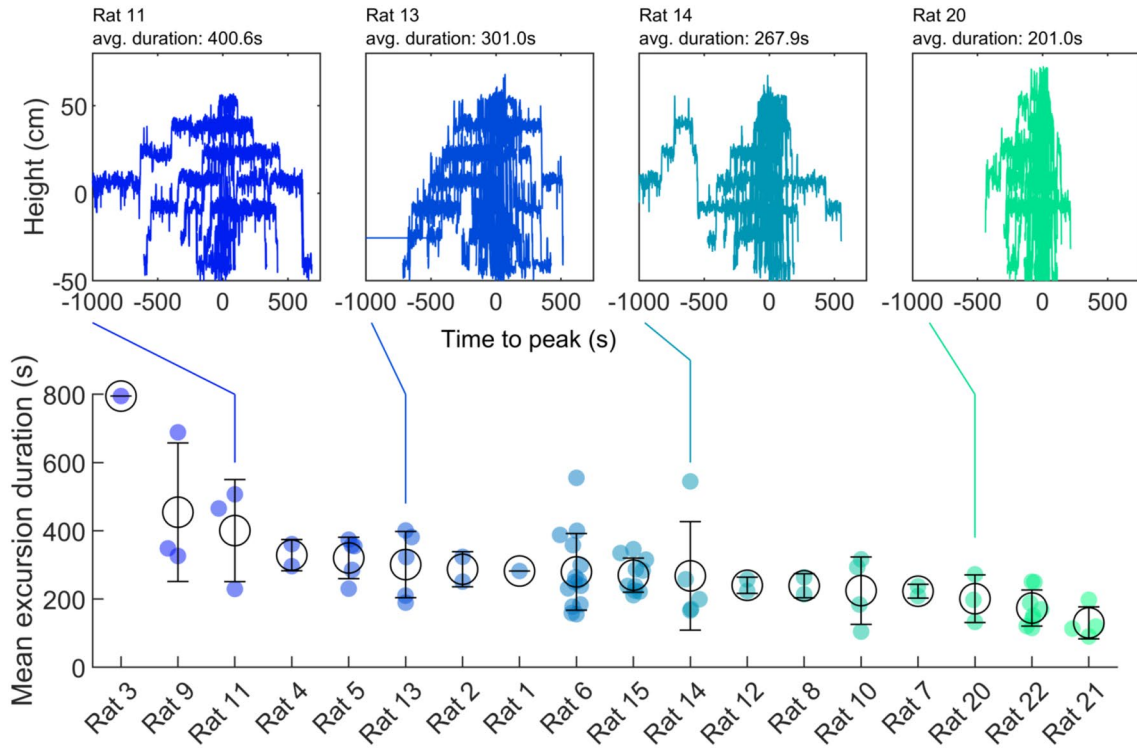 Rat 11
avg. duration: 400.6s
Rat 13
avg. duration: 301.0s
Rat 14
avg. duration: 267.9s
Rat 20
avg. duration: 201.0s
Height (cm)
50
0
-50
-1000 -500 0 500
-1000 -500 0 500
-1000 -500 0 500
-1000 -500 0 500
Time to peak (s)
Mean excursion duration (s)
800
600
400
200
0
Rat 3
Rat 9
Rat 11
Rat 4
Rat 5
Rat 13
Rat 2
Rat 1
Rat 6
Rat 15
Rat 14
Rat 12
Rat 8
Rat 10
Rat 7
Rat 20
Rat 22
Rat 21